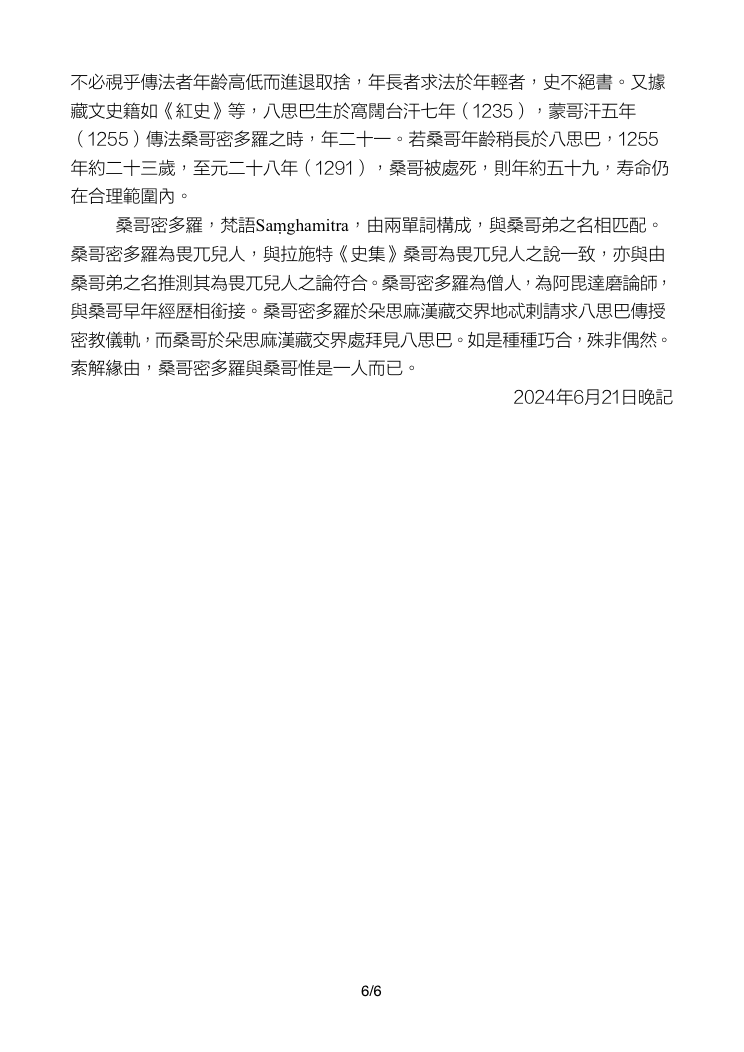 不必視乎傳法者年齡高低而進退取捨，年長者求法於年輕者，史不絕書。又據
藏文史籍如《紅史》等，八思巴生於窩闊台汗七年（1235），蒙哥汗五年
（1255）傳法桑哥密多羅之時，年二十一。若桑哥年齡稍長於八思巴，1255
年約二十三歲，至元二十八年（1291），桑哥被處死，則年約五十九，寿命仍
在合理範圍內。
桑哥密多羅，梵語Saṃghamitra，由兩單詞構成，與桑哥弟之名相匹配。
桑哥密多羅為畏兀兒人，與拉施特《史集》桑哥為畏兀兒人之說一致，亦與由
桑哥弟之名推測其為畏兀兒人之論符合。桑哥密多羅為僧人，為阿毘達磨論師，
與桑哥早年經歷相銜接。桑哥密多羅於朵思麻漢藏交界地忒剌請求八思巴傳授
密教儀軌，而桑哥於朵思麻漢藏交界處拜見八思巴。如是種種巧合，殊非偶然。
索解緣由，桑哥密多羅與桑哥惟是一人而已。
2024年6月21日晚記
6/6